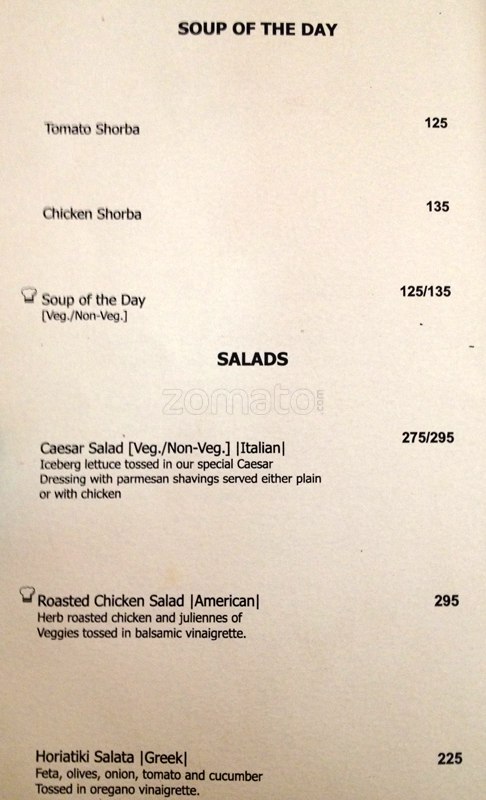 SOUP OF THE DAY
Tomato Shorba 125
Chicken Shorba 135
Soup of the Day 125/135
[Veg./Non-Veg.]
SALADS
zomato.com
Caesar Salad [Veg./Non-Veg.] |Italian| 275/295
Iceberg lettuce tossed in our special Caesar
Dressing with parmesan shavings served either plain
or with chicken
Roasted Chicken Salad |American| 295
Herb roasted chicken and juliennes of
Veggies tossed in balsamic vinaigrette.
Horiatiki Salata |Greek| 225
Feta, olives, onion, tomato and cucumber
Tossed in oregano vinaigrette.